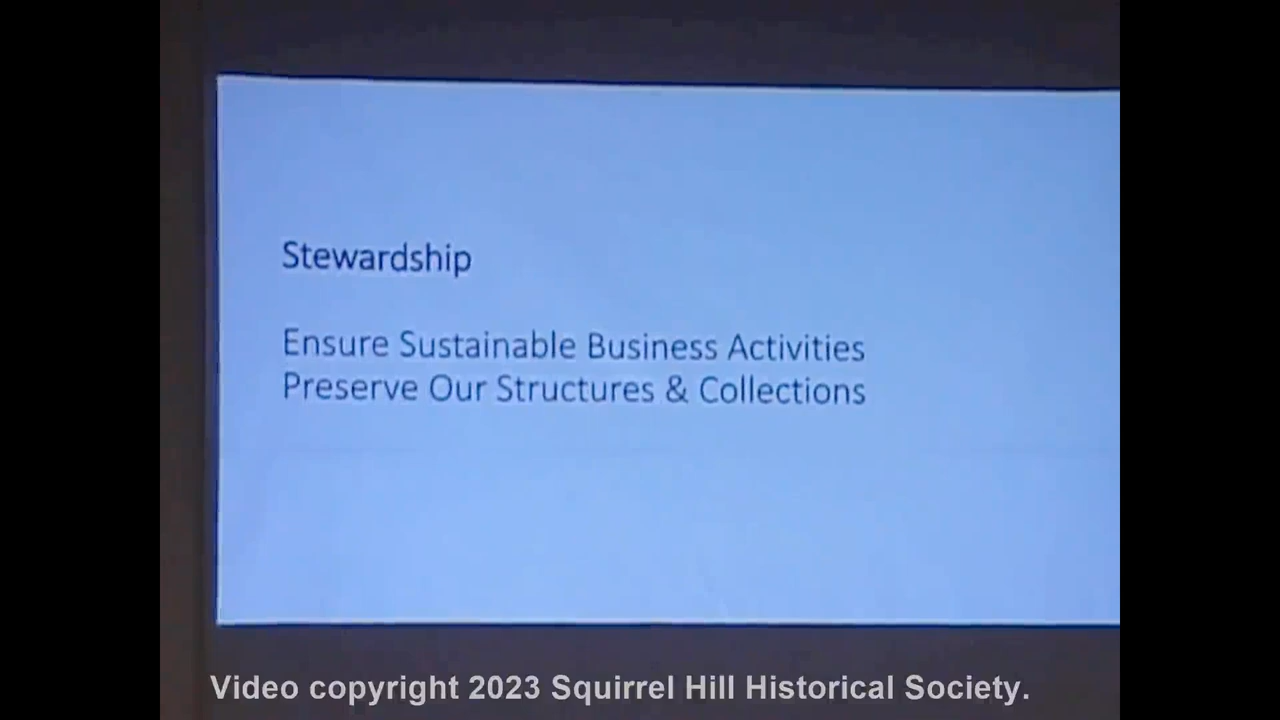 Stewardship
Ensure Sustainable Business Activities
Preserve Our Structures & Collections
Video copyright 2023 Squirrel Hill Historical Society.